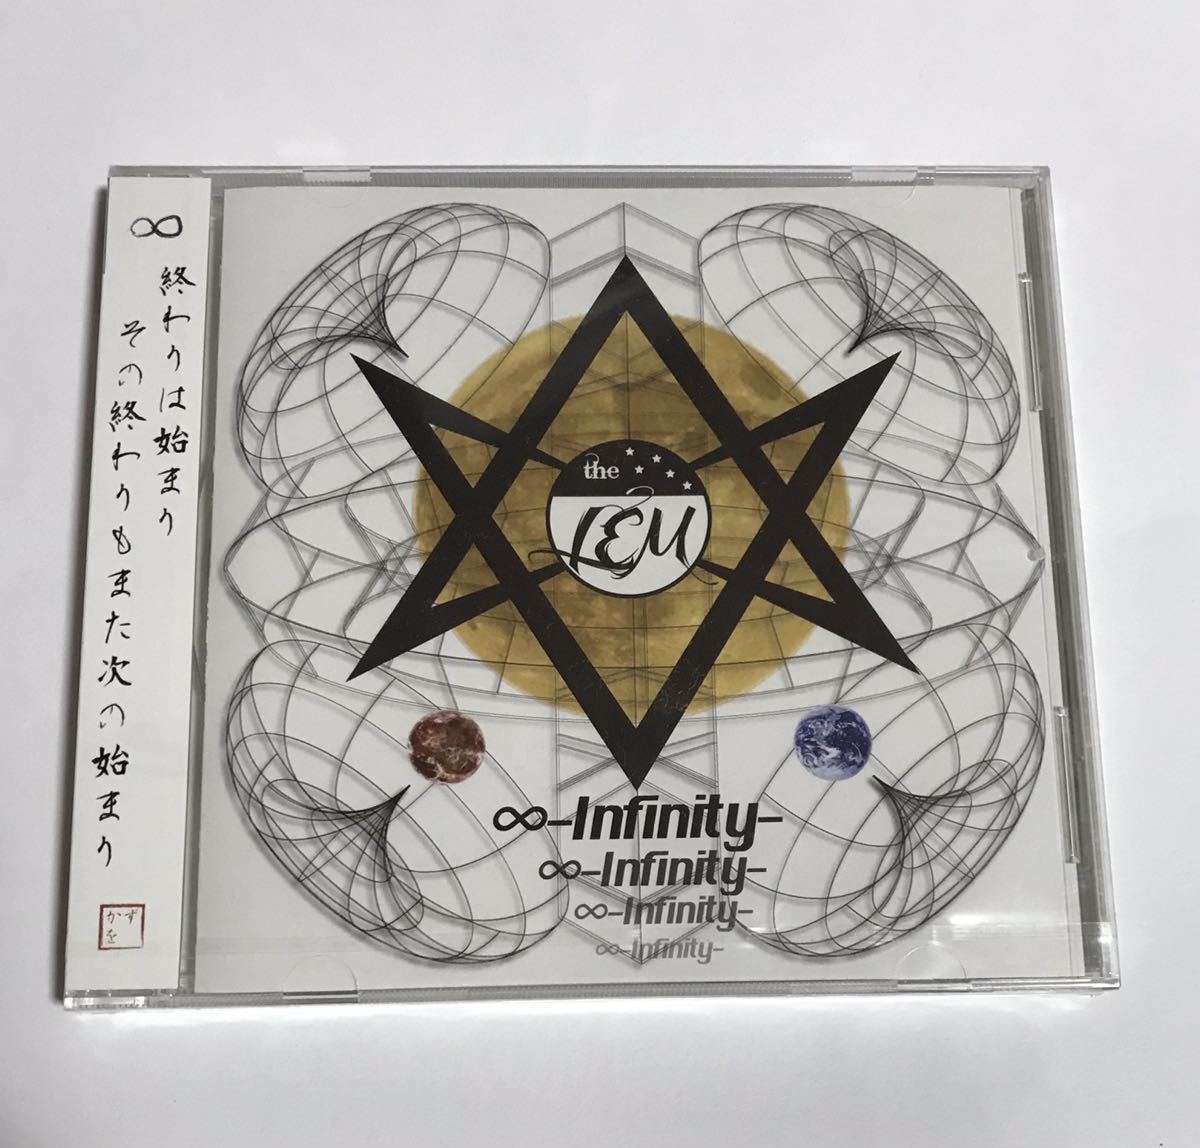 ∞
終わりは始まり
その終わりもまた次の始まり
かずを
the
LEM
∞-Infinity-
∞-Infinity-
∞-Infinity-
∞-Infinity-